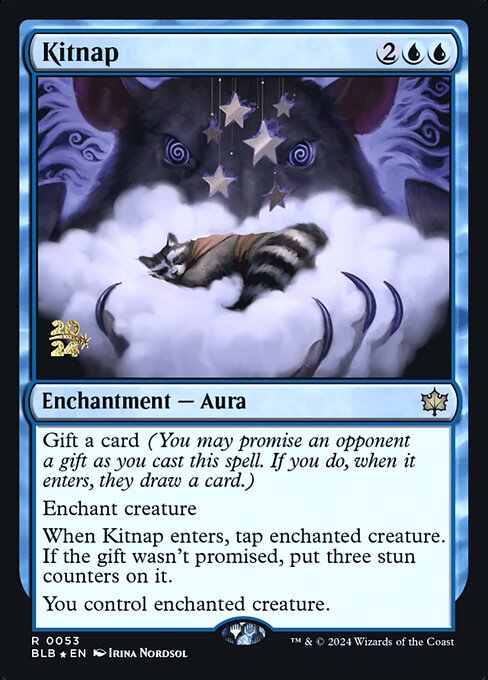 Kitnap 2
2024
Enchantment — Aura
Gift a card (You may promise an opponent
a gift as you cast this spell. If you do, when it
enters, they draw a card.)
Enchant creature
When Kitnap enters, tap enchanted creature.
If the gift wasn't promised, put three stun
counters on it.
You control enchanted creature.
R 0053
BLB ★ EN Irina Nordsol
™ & © 2024 Wizards of the Coast